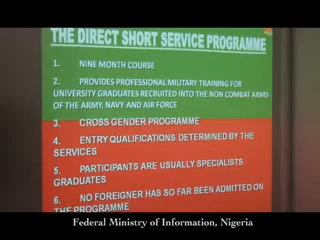 THE DIRECT SHORT SERVICE PROGRAMME
1. NINE MONTH COURSE
2. PROVIDES PROFESSIONAL MILITARY TRAINING FOR
UNIVERSITY GRADUATES RECRUITED INTO THE NON COMBAT ARMS
OF THE ARMY, NAVY AND AIR FORCE
3. CROSS GENDER PROGRAMME
4. ENTRY QUALIFICATIONS DETERMINED BY THE
SERVICES
5. PARTICIPANTS ARE USUALLY SPECIALISTS
GRADUATES
6. NO FOREIGNER HAS SO FAR BEEN ADMITTED ON
THE PROGRAMME
Federal Ministry of Information, Nigeria